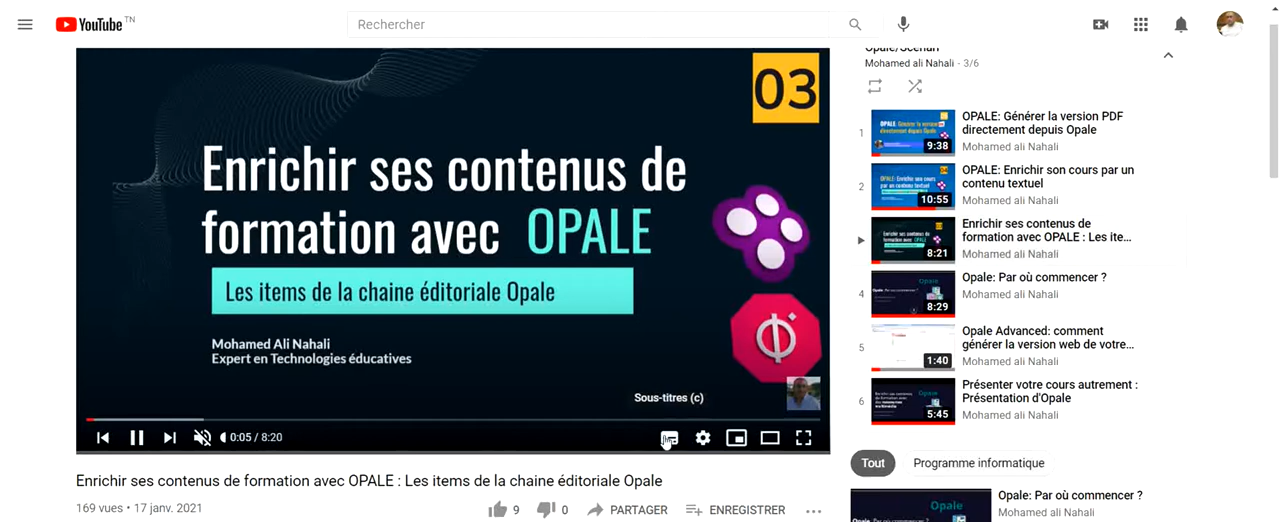 YouTube TN
Rechercher
03
Enrichir ses contenus de
formation avec OPALE
Les items de la chaine éditoriale Opale
Mohamed Ali Nahali
Expert en Technologies éducatives
Sous-titres (c)
0:05 / 8:20
Enrichir ses contenus de formation avec OPALE : Les items de la chaine éditoriale Opale
169 vues • 17 janv. 2021
9
0
PARTAGER
ENREGISTRER
Opale/Scenari
Mohamed ali Nahali - 3/6
1
9:38
OPALE: Générer la version PDF
directement depuis Opale
Mohamed ali Nahali
2
10:55
OPALE: Enrichir son cours par un
contenu textuel
Mohamed ali Nahali
8:21
Enrichir ses contenus de
formation avec OPALE : Les ite...
Mohamed ali Nahali
4
8:29
Opale: Par où commencer ?
Mohamed ali Nahali
5
1:40
Opale Advanced: comment
générer la version web de votre...
Mohamed ali Nahali
6
5:45
Présenter votre cours autrement :
Présentation d'Opale
Mohamed ali Nahali
Tout
Programme informatique
Opale
Opale: Par où commencer ?
Mohamed ali Nahali